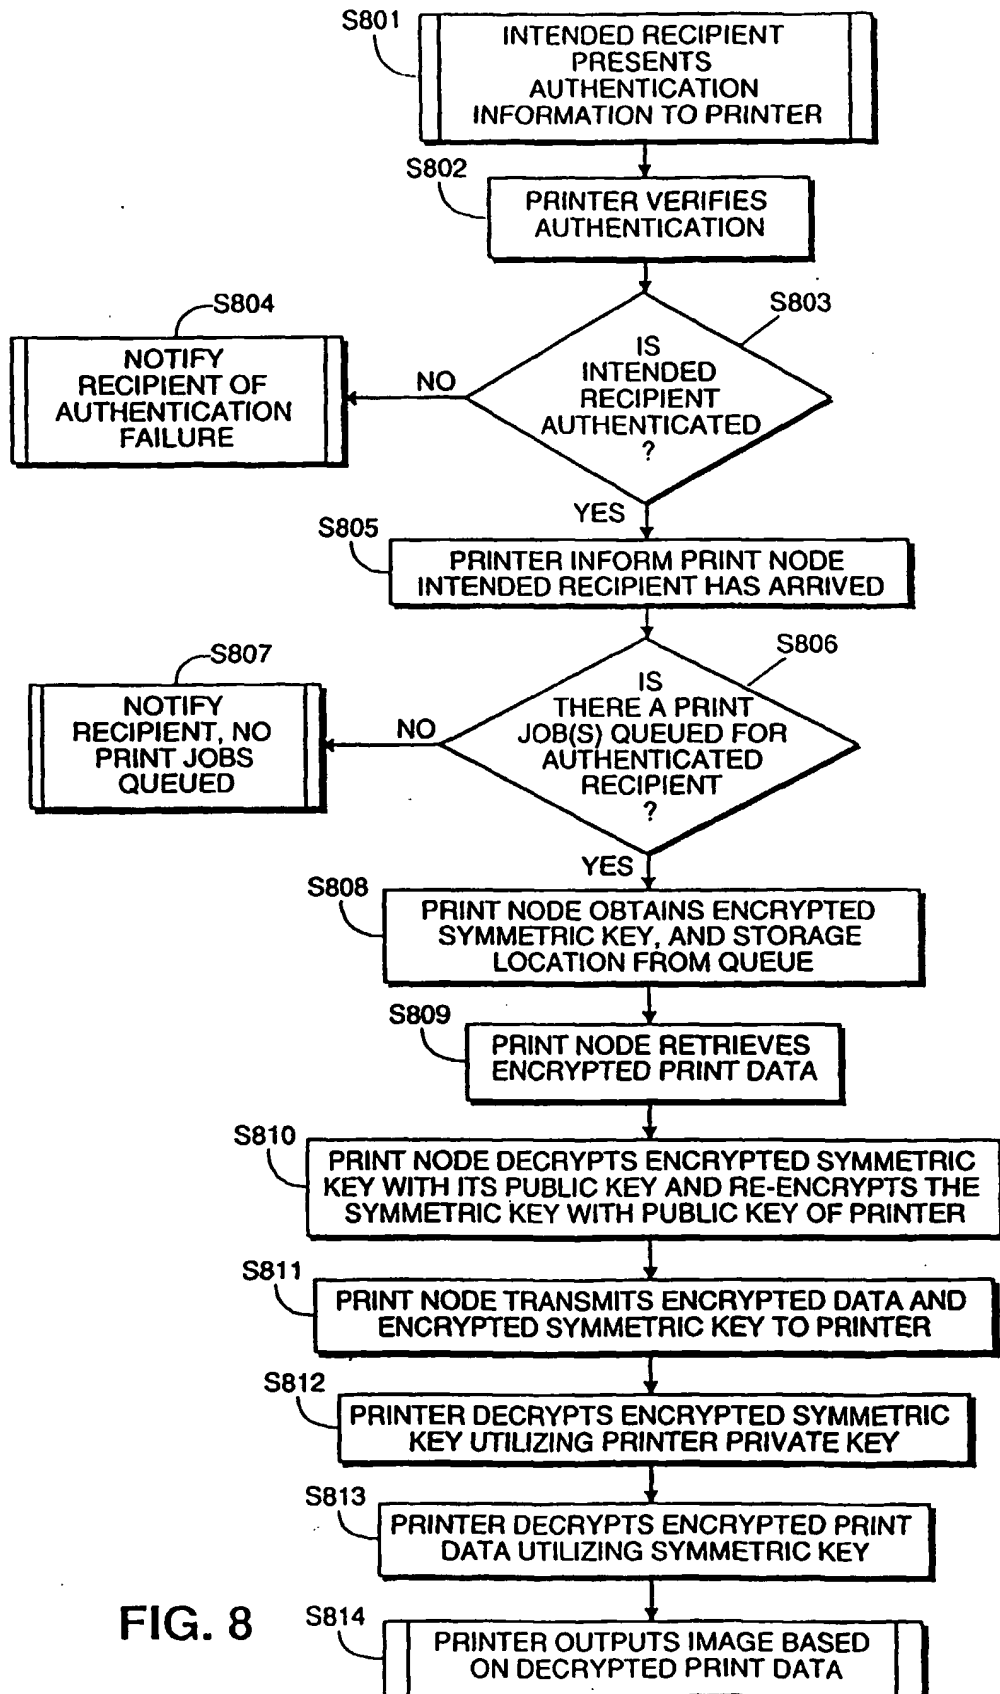 S801
INTENDED RECIPIENT
PRESENTS
AUTHENTICATION
INFORMATION TO PRINTER
S802
PRINTER VERIFIES
AUTHENTICATION
S803
IS
INTENDED
RECIPIENT
AUTHENTICATED
?
NO
S804
NOTIFY
RECIPIENT OF
AUTHENTICATION
FAILURE
YES
S805
PRINTER INFORM PRINT NODE
INTENDED RECIPIENT HAS ARRIVED
S806
IS
THERE A PRINT
JOB(S) QUEUED FOR
AUTHENTICATED
RECIPIENT
?
NO
S807
NOTIFY
RECIPIENT, NO
PRINT JOBS
QUEUED
YES
S808
PRINT NODE OBTAINS ENCRYPTED
SYMMETRIC KEY, AND STORAGE
LOCATION FROM QUEUE
S809
PRINT NODE RETRIEVES
ENCRYPTED PRINT DATA
S810
PRINT NODE DECRYPTS ENCRYPTED SYMMETRIC
KEY WITH ITS PUBLIC KEY AND RE-ENCRYPTS THE
SYMMETRIC KEY WITH PUBLIC KEY OF PRINTER
S811
PRINT NODE TRANSMITS ENCRYPTED DATA AND
ENCRYPTED SYMMETRIC KEY TO PRINTER
S812
PRINTER DECRYPTS ENCRYPTED SYMMETRIC
KEY UTILIZING PRINTER PRIVATE KEY
S813
PRINTER DECRYPTS ENCRYPTED PRINT
DATA UTILIZING SYMMETRIC KEY
S814
PRINTER OUTPUTS IMAGE BASED
ON DECRYPTED PRINT DATA
FIG. 8